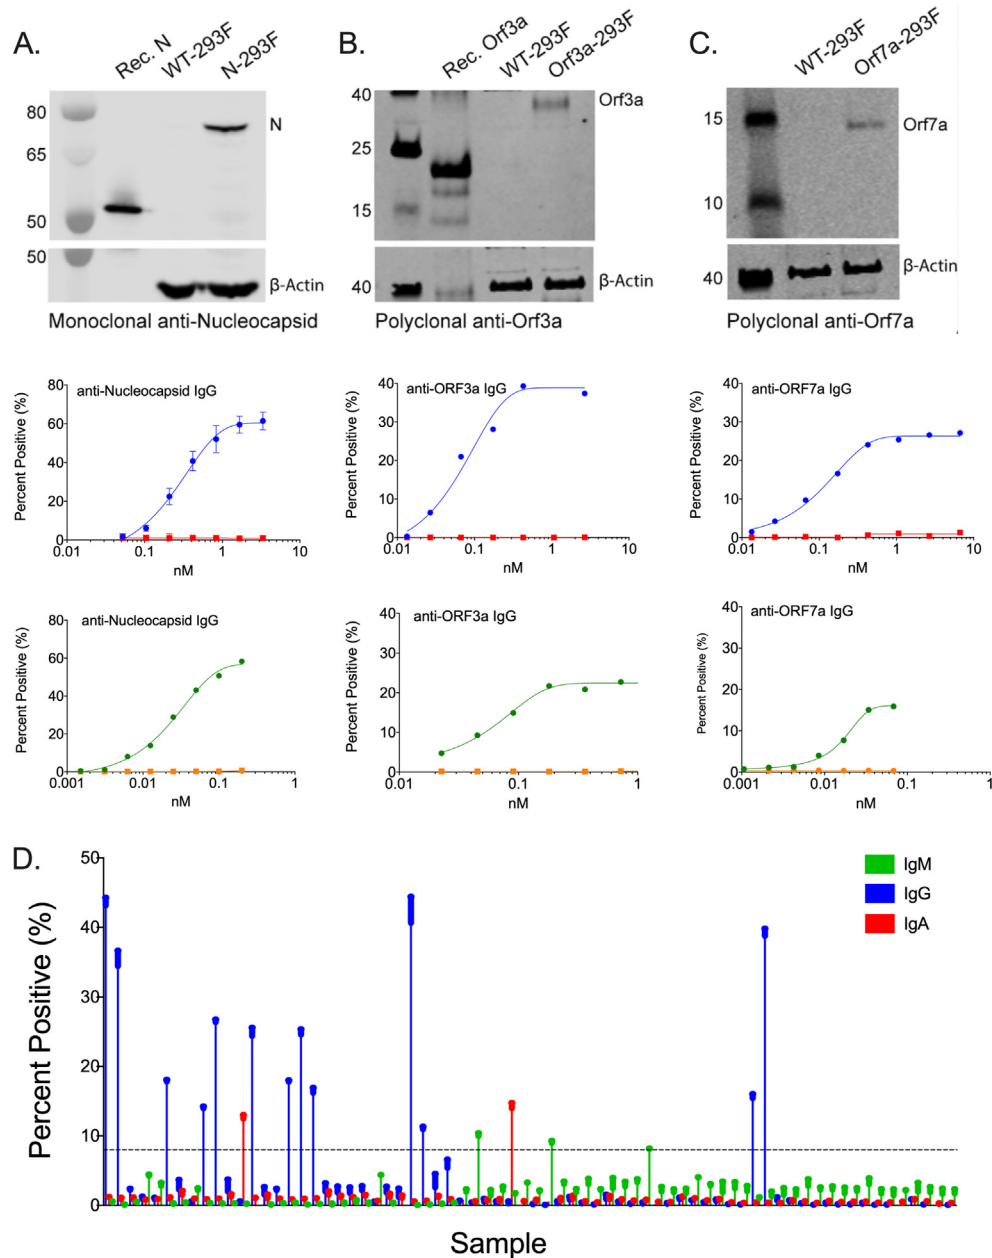 A.
Rec. N
WT-293F
N-293F
80
65
50
50
N
β-Actin
Monoclonal anti-Nucleocapsid
B.
Rec. Orf3a
WT-293F
Orf3a-293F
40
25
15
40
Orf3a
β-Actin
Polyclonal anti-Orf3a
C.
WT-293F
Orf7a-293F
15
10
40
Orf7a
β-Actin
Polyclonal anti-Orf7a
anti-Nucleocapsid IgG
Percent Positive (%)
80
60
40
20
0
0.01
0.1
1
10
nM
anti-ORF3a IgG
Percent Positive (%)
40
30
20
10
0
0.01
0.1
1
10
nM
anti-ORF7a IgG
Percent Positive (%)
40
30
20
10
0
0.01
0.1
1
10
nM
anti-Nucleocapsid IgG
Percent Positive (%)
80
60
40
20
0
0.001
0.01
0.1
1
nM
anti-ORF3a IgG
Percent Positive (%)
40
30
20
10
0
0.01
0.1
1
nM
anti-ORF7a IgG
Percent Positive (%)
40
30
20
10
0
0.001
0.01
0.1
1
nM
D.
Percent Positive (%)
50
40
30
20
10
0
IgM
IgG
IgA
Sample